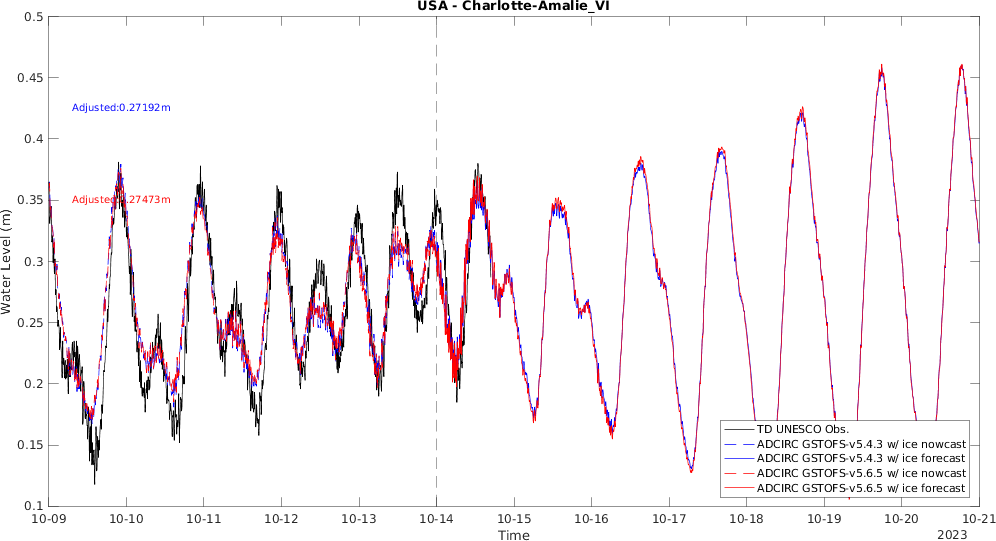 USA - Charlotte-Amalie_VI
0.5
0.45
Adjusted:0.27192m
0.4
0.35
Adjusted:0.27473m
Water Level (m)
0.3
0.25
0.2
0.15
0.1
TD UNESCO Obs.
ADCIRC GSTOFS-v5.4.3 w/ ice nowcast
ADCIRC GSTOFS-v5.4.3 w/ ice forecast
ADCIRC GSTOFS-v5.6.5 w/ ice nowcast
ADCIRC GSTOFS-v5.6.5 w/ ice forecast
10-09 10-10 10-11 10-12 10-13 10-14 10-15 10-16 10-17 10-18 10-19 10-20 10-21
Time
2023